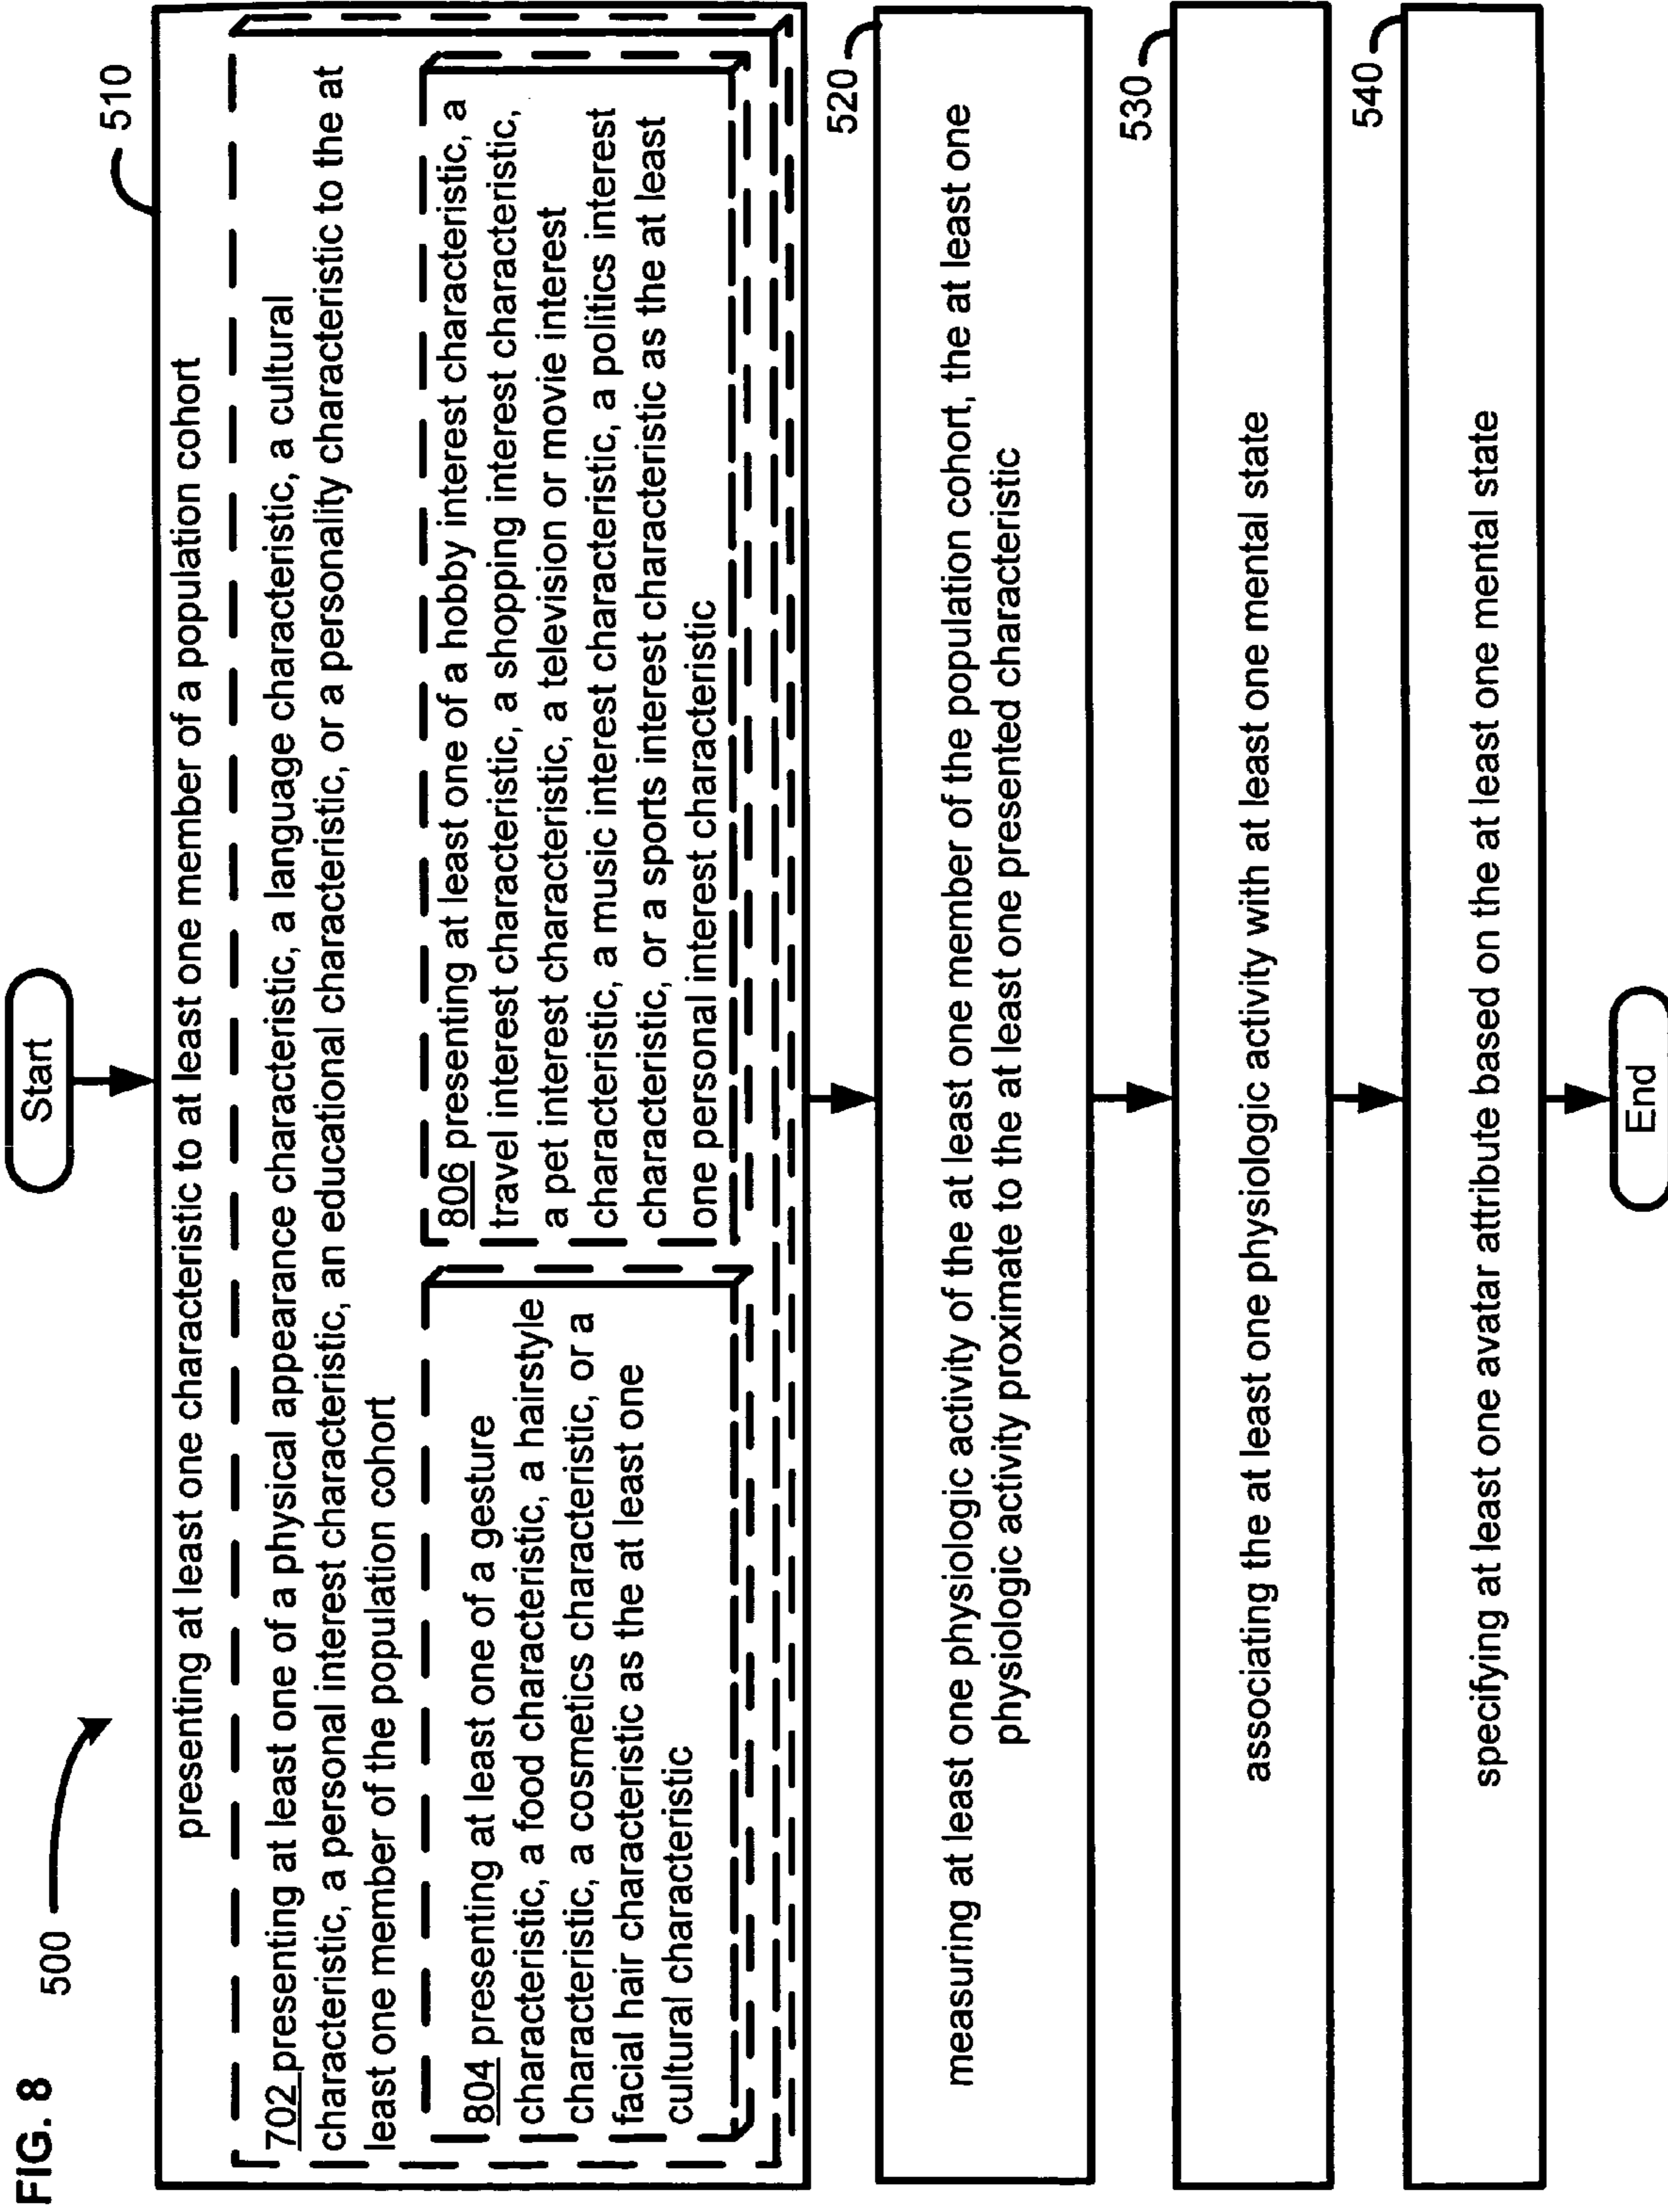 FIG. 8
500
Start
510
presenting at least one characteristic to at least one member of a population cohort
702 presenting at least one of a physical appearance characteristic, a language characteristic, a cultural
characteristic, a personal interest characteristic, an educational characteristic, or a personality characteristic to the at
least one member of the population cohort
804 presenting at least one of a gesture
characteristic, a food characteristic, a hairstyle
characteristic, a cosmetics characteristic, or a
facial hair characteristic as the at least one
cultural characteristic
806 presenting at least one of a hobby interest characteristic, a
travel interest characteristic, a shopping interest characteristic,
a pet interest characteristic, a television or movie interest
characteristic, a music interest characteristic, a politics interest
characteristic, or a sports interest characteristic as the at least
one personal interest characteristic
520
measuring at least one physiologic activity of the at least one member of the population cohort, the at least one
physiologic activity proximate to the at least one presented characteristic
530
associating the at least one physiologic activity with at least one mental state
540
specifying at least one avatar attribute based on the at least one mental state
End